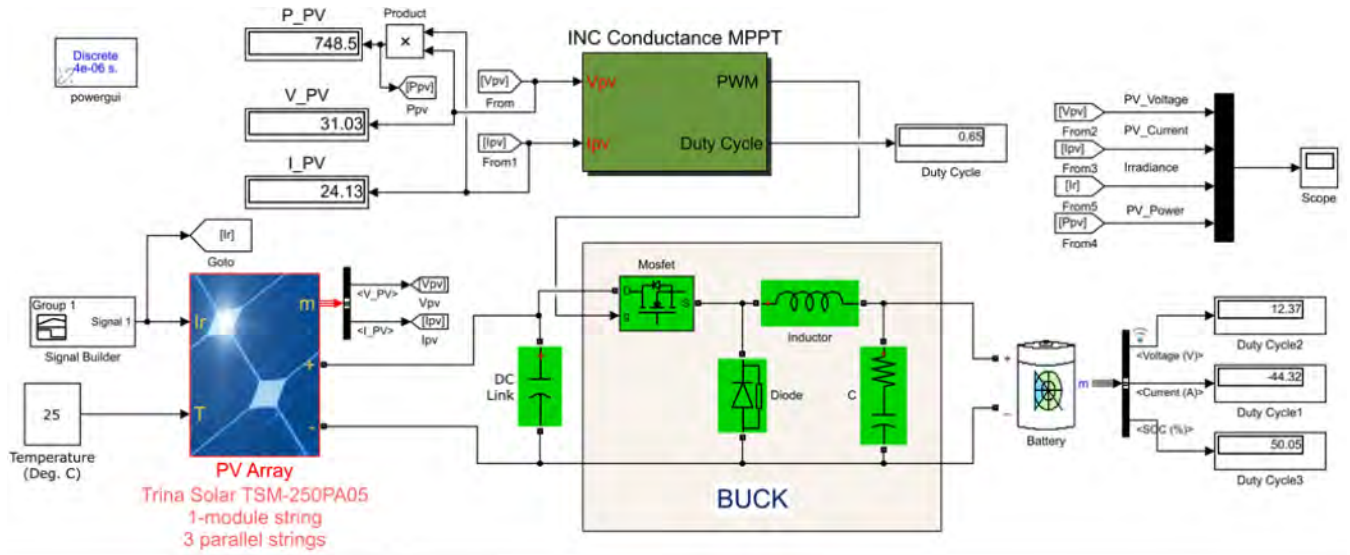 P_PV
748.5
Product
×
[Ppv]
Ppv
Discrete
4e-06 s.
powergui
V_PV
31.03
I_PV
24.13
[Vpv]
From
[Ipv]
From1
INC Conductance MPPT
Vpv
PWM
Ipv
Duty Cycle
0.65
Duty Cycle
[Vpv]
From2
PV_Voltage
[Ipv]
From3
PV_Current
[Ir]
From5
Irradiance
[Ppv]
From4
PV_Power
Scope
[Ir]
Goto
Group 1
Signal 1
Signal Builder
25
Temperature
(Deg. C)
Ir
T
m
+
-
PV Array
Trina Solar TSM-250PA05
1-module string
3 parallel strings
<V_PV>
[Vpv]
Vpv
<I_PV>
[Ipv]
Ipv
DC
Link
Mosfet
D
S
g
Inductor
Diode
C
BUCK
+
−
m
Battery
<Voltage (V)>
<Current (A)>
<SOC (%)>
12.37
Duty Cycle2
-44.32
Duty Cycle1
50.05
Duty Cycle3